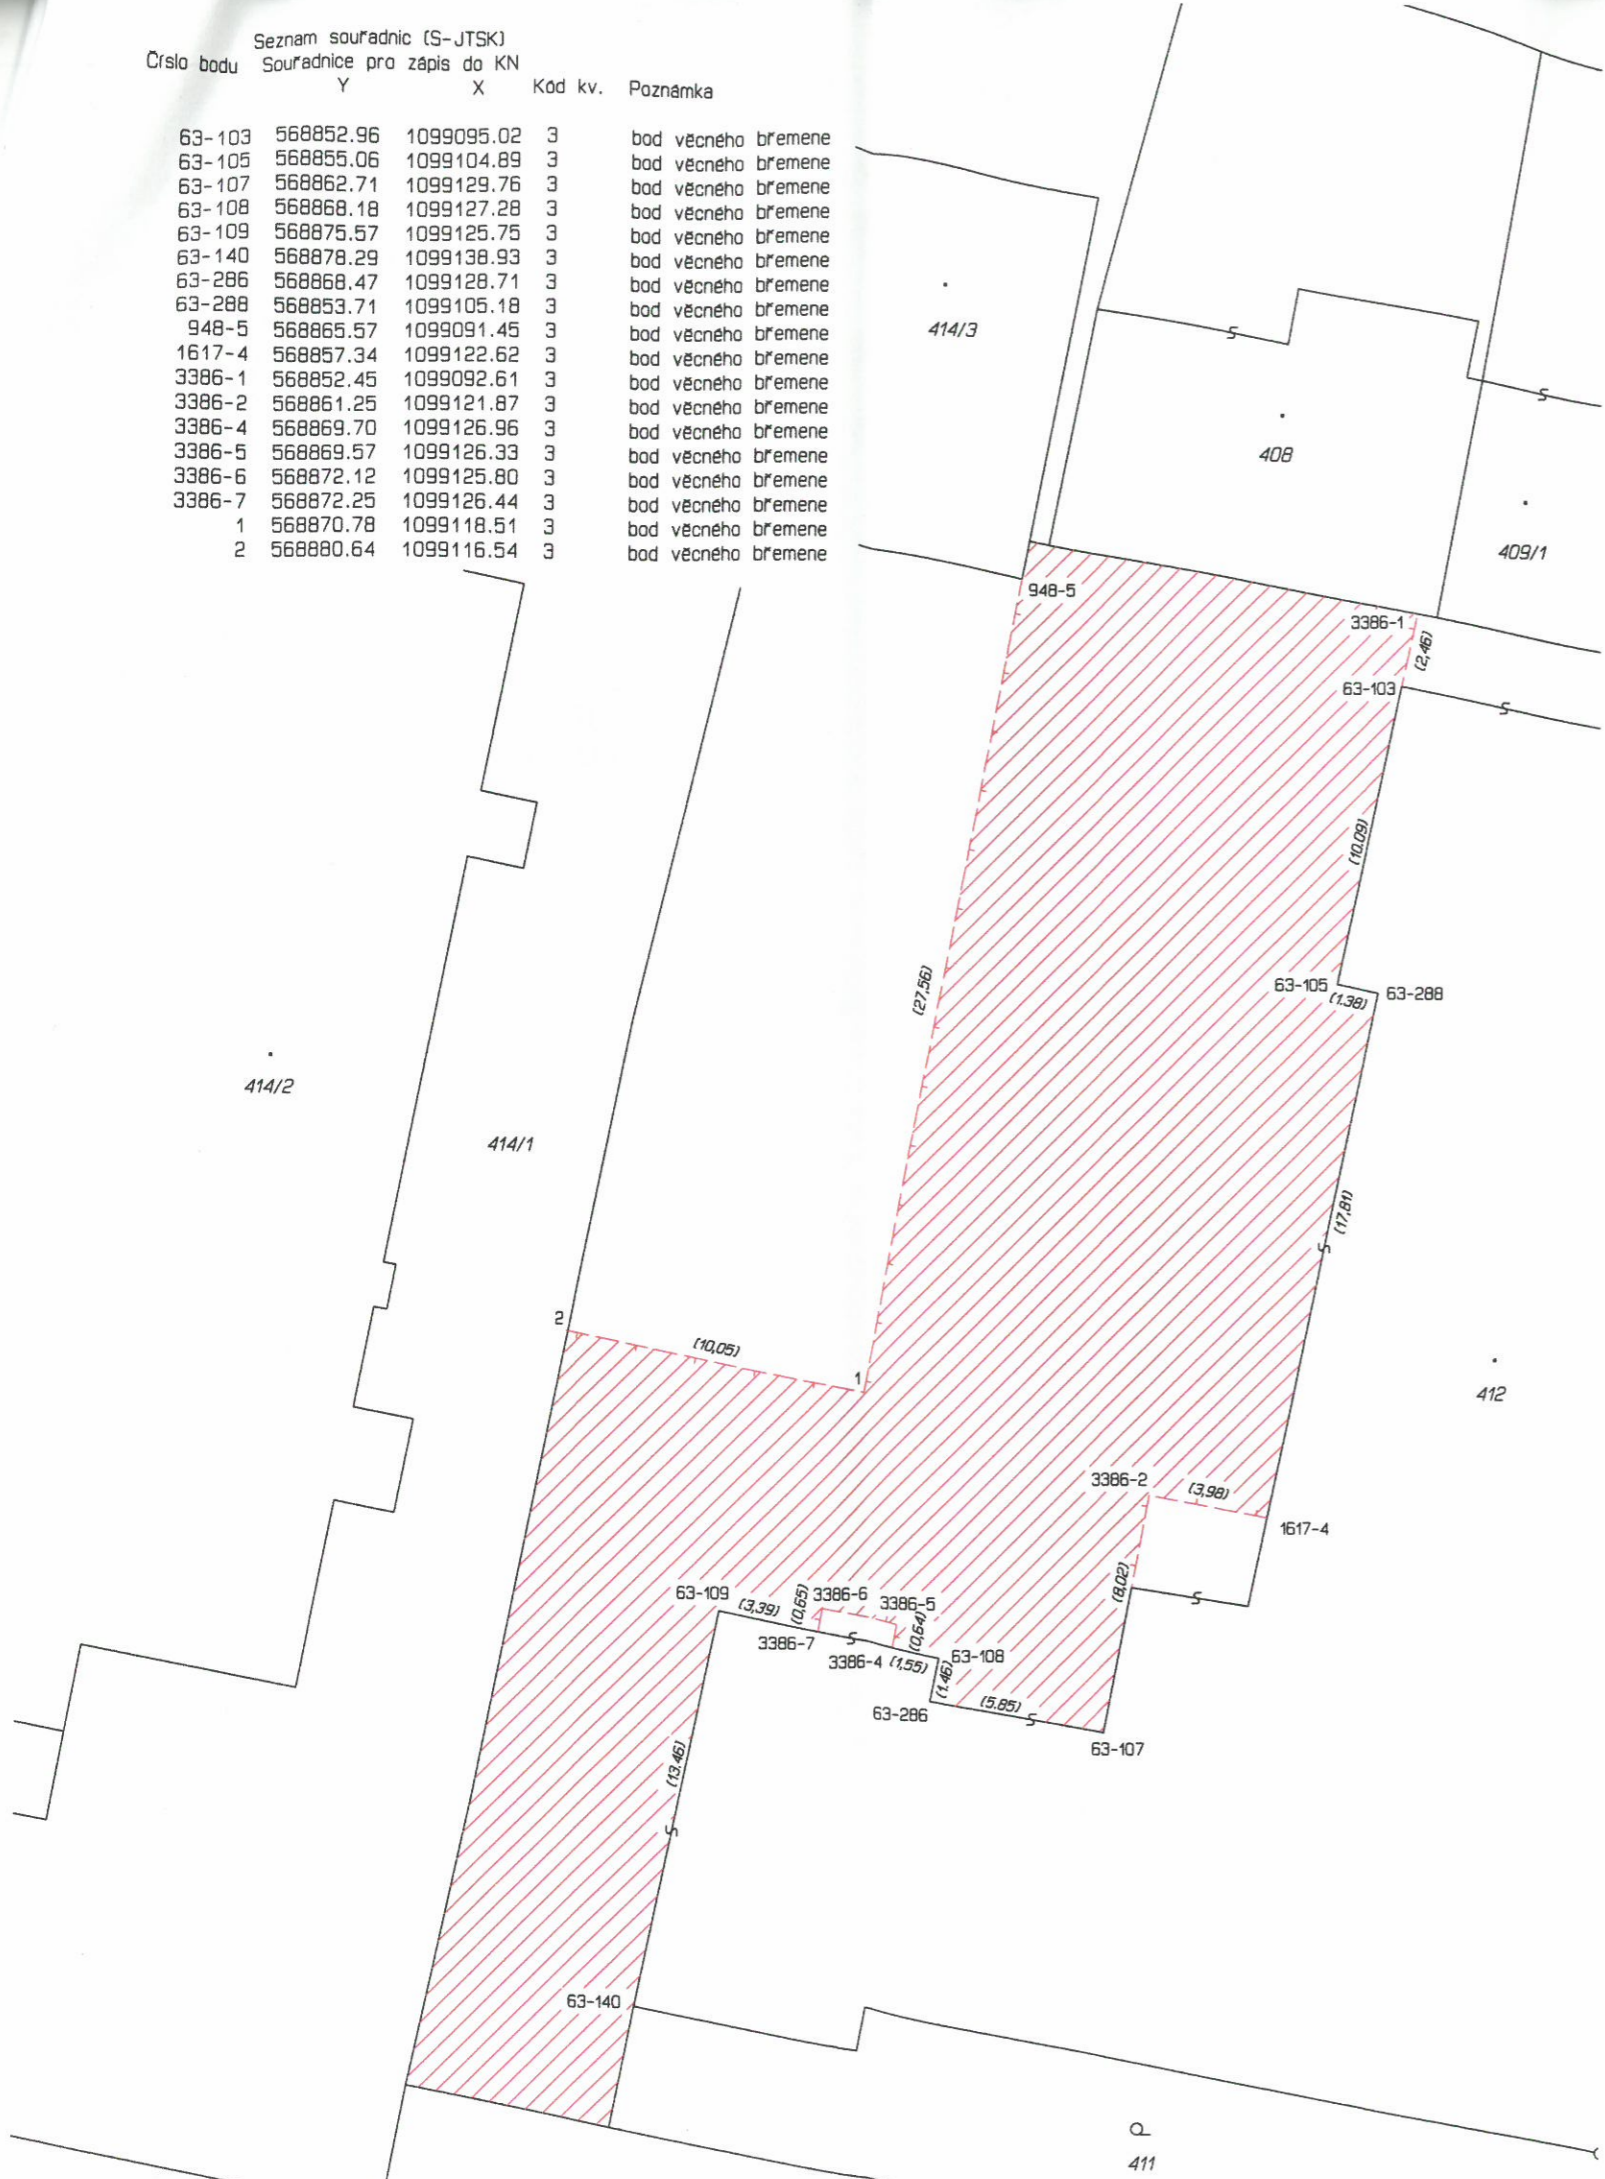 Seznam souřadnic (S-JTSK)
Číslo bodu Souřadnice pro zápis do KN
Y X Kód kv. Poznámka
63-103 568852.96 1099095.02 3 bod věcného břemene
63-105 568855.06 1099104.89 3 bod věcného břemene
63-107 568862.71 1099129.76 3 bod věcného břemene
63-108 568868.18 1099127.28 3 bod věcného břemene
63-109 568875.57 1099125.75 3 bod věcného břemene
63-140 568878.29 1099138.93 3 bod věcného břemene
63-286 568868.47 1099128.71 3 bod věcného břemene
63-288 568853.71 1099105.18 3 bod věcného břemene
948-5 568865.57 1099091.45 3 bod věcného břemene
1617-4 568857.34 1099122.62 3 bod věcného břemene
3386-1 568852.45 1099092.61 3 bod věcného břemene
3386-2 568861.25 1099121.87 3 bod věcného břemene
3386-4 568869.70 1099126.96 3 bod věcného břemene
3386-5 568869.57 1099126.33 3 bod věcného břemene
3386-6 568872.12 1099125.80 3 bod věcného břemene
3386-7 568872.25 1099126.44 3 bod věcného břemene
1 568870.78 1099118.51 3 bod věcného břemene
2 568880.64 1099116.54 3 bod věcného břemene
414/3
408
409/1
948-5
3386-1
(2,46)
63-103
(10.09)
(27,56)
63-105
(1.38)
63-288
414/2
414/1
(17,81)
2
(10,05)
1
412
3386-2
(3,98)
1617-4
(8,02)
63-109
(3,39)
(0,65)
3386-6
3386-5
(0,64)
3386-7
3386-4
(1,55)
63-108
(1.46)
63-286
(5.85)
63-107
(13.46)
63-140
411